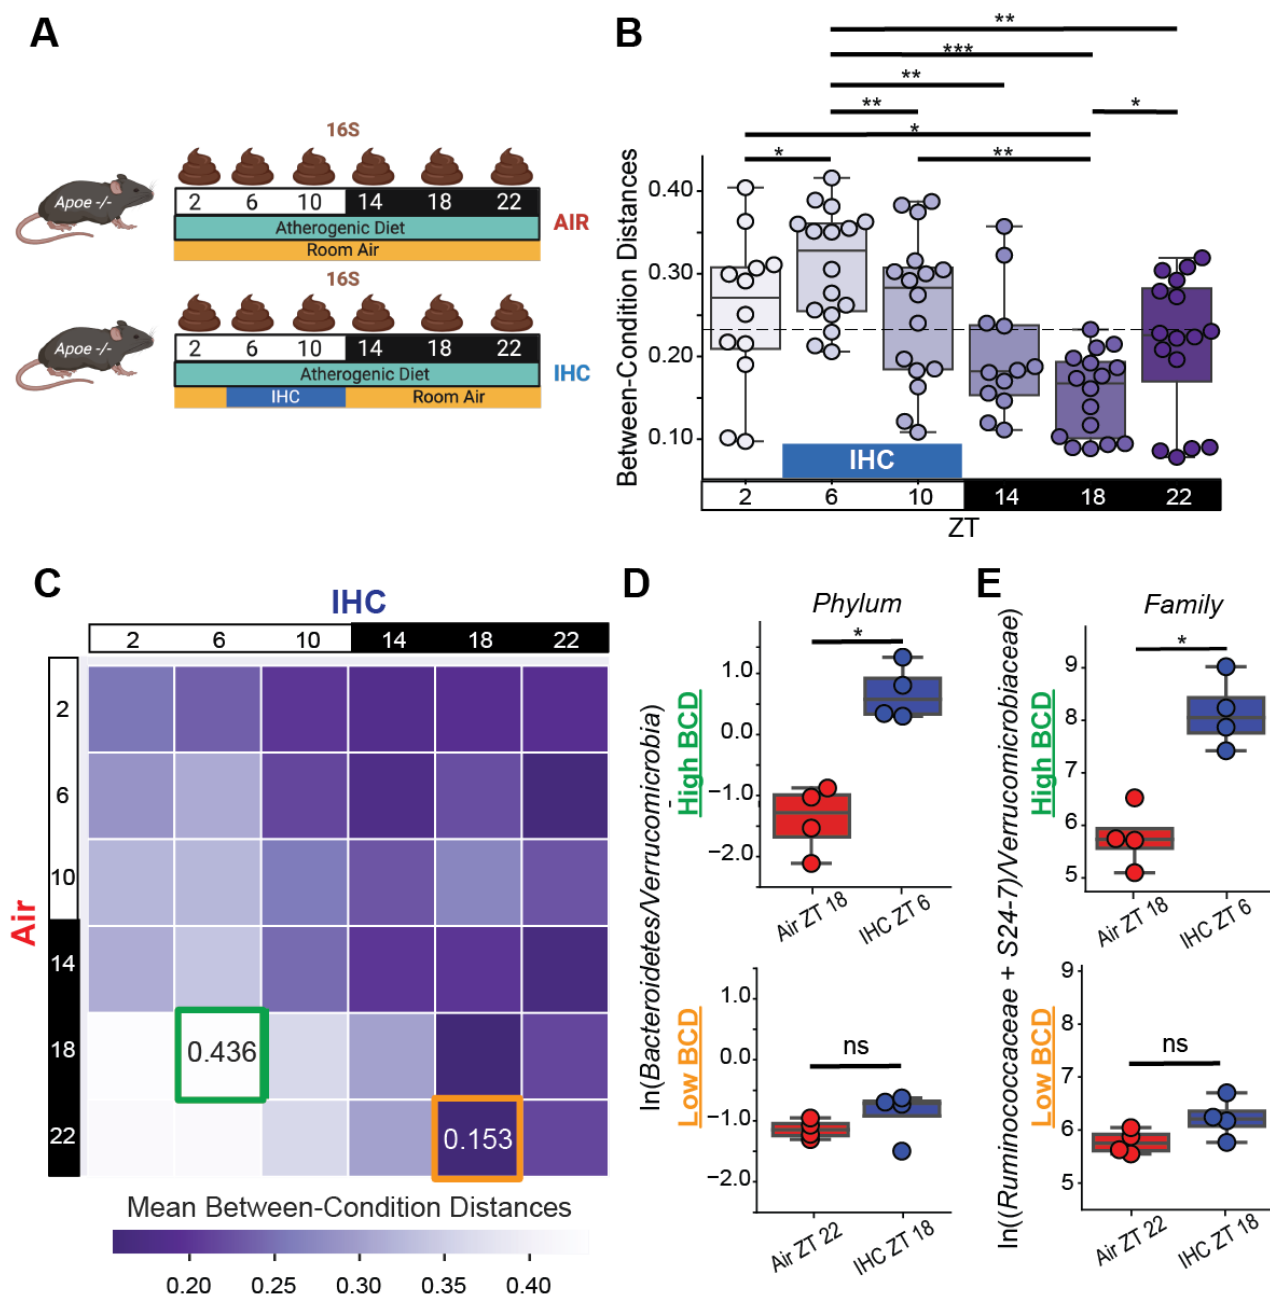 A
16S
Apoe -/-
2 6 10 14 18 22
Atherogenic Diet
Room Air
AIR
16S
Apoe -/-
2 6 10 14 18 22
Atherogenic Diet
IHC Room Air
IHC
B
**
***
**
** *
*
* **
Between-Condition Distances
0.40
0.30
0.20
0.10
IHC
2 6 10 14 18 22
ZT
C
IHC
2 6 10 14 18 22
Air
2
6
10
14
18
22
0.436
0.153
Mean Between-Condition Distances
0.20 0.25 0.30 0.35 0.40
D
Phylum
ln(Bacteroidetes/Verrucomicrobia)
High BCD
*
1.0
0.0
−1.0
−2.0
Air ZT 18 IHC ZT 6
Low BCD
ns
1.0
0.0
−1.0
−2.0
Air ZT 22 IHC ZT 18
E
Family
ln((Ruminococcaceae + S24-7)/Verrucomicrobiaceae)
High BCD
*
9
8
7
6
5
Air ZT 18 IHC ZT 6
Low BCD
ns
9
8
7
6
5
Air ZT 22 IHC ZT 18